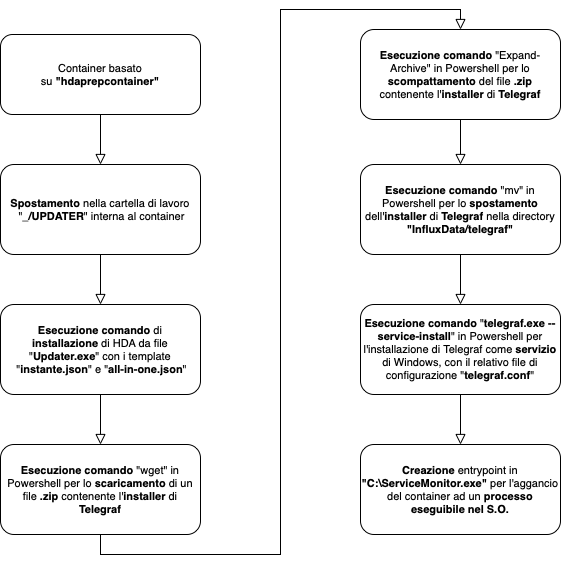 Container basato
su "hdaprepcontainer"
Spostamento nella cartella di lavoro
"_/UPDATER" interna al container
Esecuzione comando di
installazione di HDA da file
"Updater.exe" con i template
"instante.json" e "all-in-one.json"
Esecuzione comando "wget" in
Powershell per lo scaricamento di un
file .zip contenente l'installer di
Telegraf
Esecuzione comando "Expand-
Archive" in Powershell per lo
scompattamento del file .zip
contenente l'installer di Telegraf
Esecuzione comando "mv" in
Powershell per lo spostamento
dell'installer di Telegraf nella directory
"InfluxData/telegraf"
Esecuzione comando "telegraf.exe --
service-install" in Powershell per
l'installazione di Telegraf come servizio
di Windows, con il relativo file di
configurazione "telegraf.conf"
Creazione entrypoint in
"C:\ServiceMonitor.exe" per l'aggancio
del container ad un processo
eseguibile nel S.O.